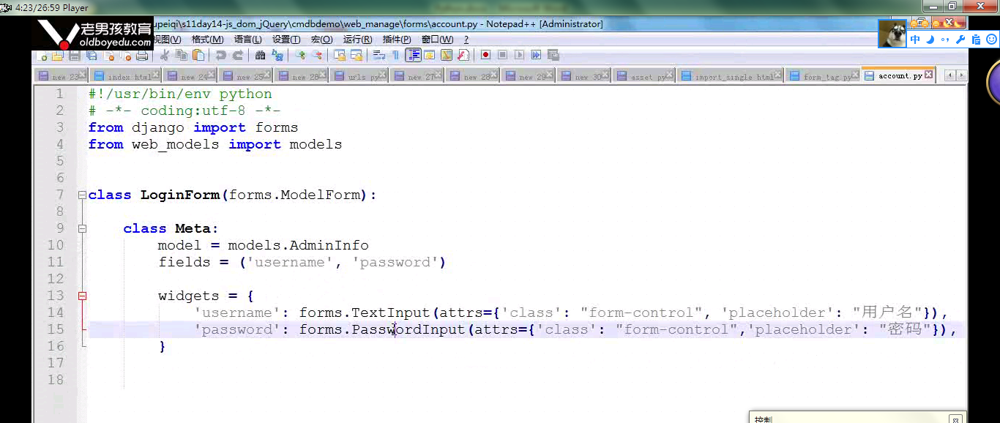 4:23/26:59 Player
老男孩教育
oldboyedu.com
upeiqi\s11day14-js_dom_jQuery\cmdbdemo\web_manage\forms\account.py - Notepad++ [Administrator]
视图(V) 格式(M) 语言(L) 设置(T) 宏(O) 运行(R) 插件(P) 窗口(W) ?
中
new 23 index html new 24 new 25 new 26 urls py new 27 new 28 new 29 new 30 asset py import_single html form_tag.py account.py
1 #!/usr/bin/env python
2 # -*- coding:utf-8 -*-
3 from django import forms
4 from web_models import models
5
6
7 class LoginForm(forms.ModelForm):
8
9 class Meta:
10 model = models.AdminInfo
11 fields = ('username', 'password')
12
13 widgets = {
14 'username': forms.TextInput(attrs={'class': "form-control", 'placeholder': "用户名"}),
15 'password': forms.PasswordInput(attrs={'class': "form-control",'placeholder': "密码"}),
16 }
17
18
控制